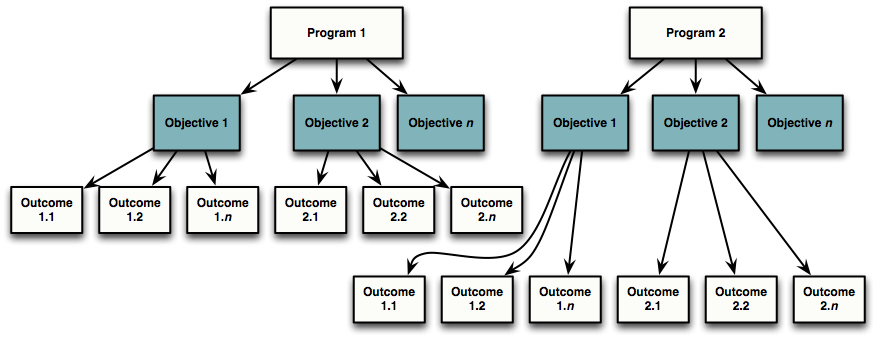 Program 1
Program 2
Objective 1
Objective 2
Objective n
Objective 1
Objective 2
Objective n
Outcome
1.1
Outcome
1.2
Outcome
1.n
Outcome
2.1
Outcome
2.2
Outcome
2.n
Outcome
1.1
Outcome
1.2
Outcome
1.n
Outcome
2.1
Outcome
2.2
Outcome
2.n